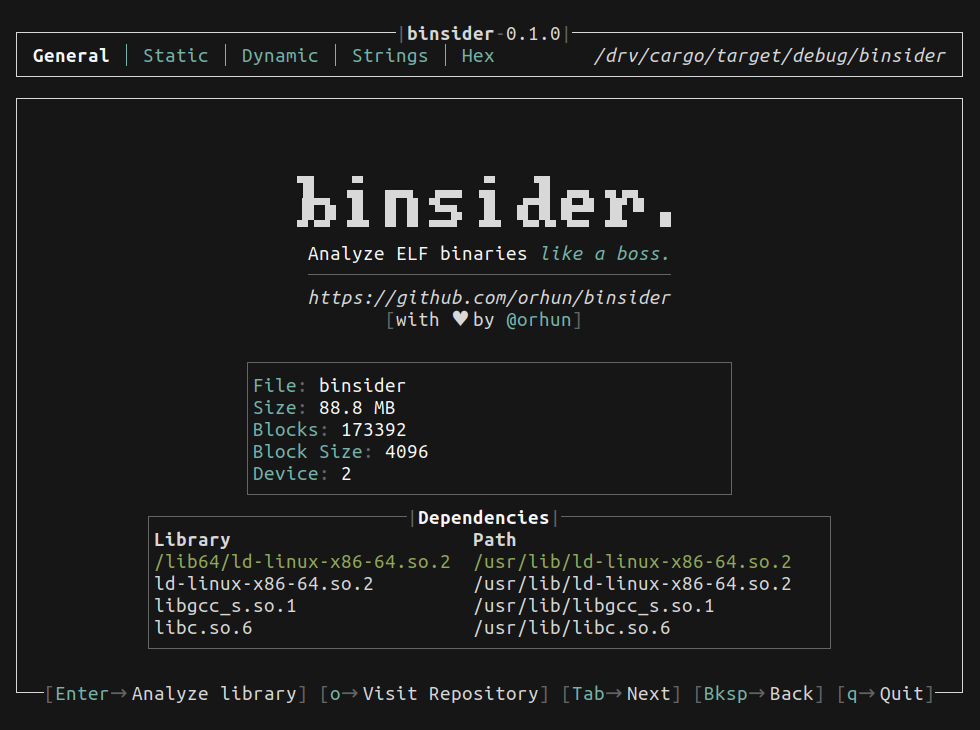 |binsider-0.1.0|
General │ Static │ Dynamic │ Strings │ Hex /drv/cargo/target/debug/binsider
binsider.
Analyze ELF binaries like a boss.
https://github.com/orhun/binsider
[with ♥ by @orhun]
File: binsider
Size: 88.8 MB
Blocks: 173392
Block Size: 4096
Device: 2
|Dependencies|
Library Path
/lib64/ld-linux-x86-64.so.2 /usr/lib/ld-linux-x86-64.so.2
ld-linux-x86-64.so.2 /usr/lib/ld-linux-x86-64.so.2
libgcc_s.so.1 /usr/lib/libgcc_s.so.1
libc.so.6 /usr/lib/libc.so.6
[Enter→Analyze library] [o→Visit Repository] [Tab→Next] [Bksp→Back] [q→Quit]